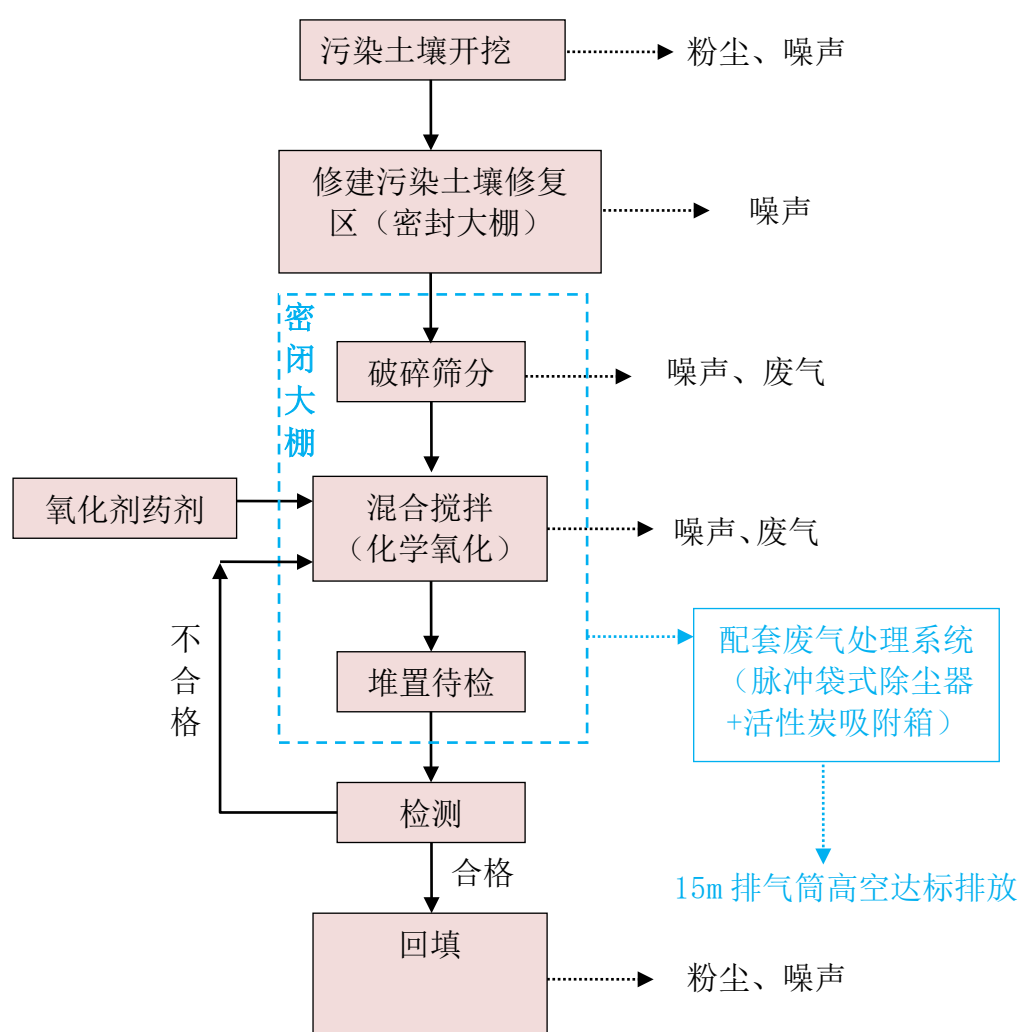 污染土壤开挖
粉尘、噪声
修建污染土壤修复
区（密封大棚）
噪声
密
闭
大
棚
破碎筛分
噪声、废气
氧化剂药剂
混合搅拌
（化学氧化）
噪声、废气
不
合
格
配套废气处理系统
（脉冲袋式除尘器
+活性炭吸附箱）
堆置待检
检测
合格
15m 排气筒高空达标排放
回填
粉尘、噪声